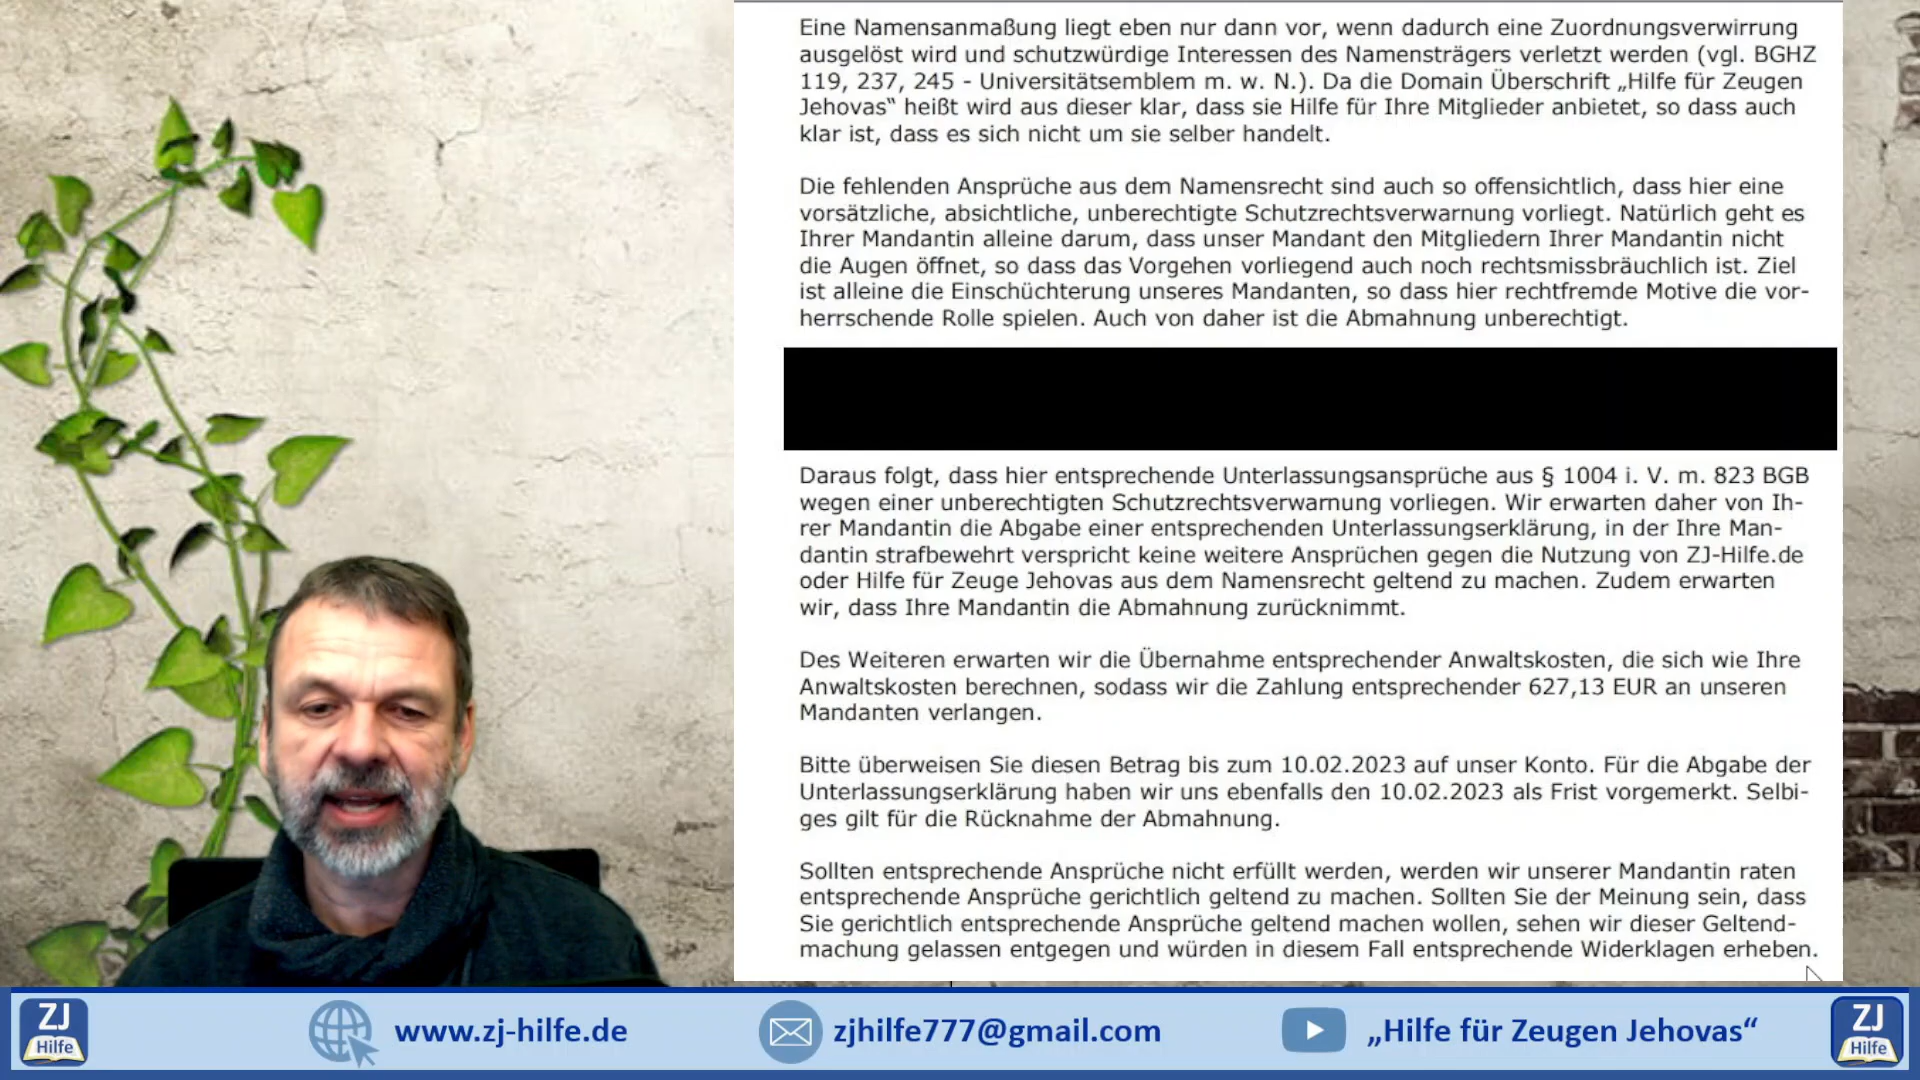 Eine Namensanmaßung liegt eben nur dann vor, wenn dadurch eine Zuordnungsverwirrung
ausgelöst wird und schutzwürdige Interessen des Namensträgers verletzt werden (vgl. BGHZ
119, 237, 245 - Universitätsemblem m. w. N.). Da die Domain Überschrift „Hilfe für Zeugen
Jehovas“ heißt wird aus dieser klar, dass sie Hilfe für Ihre Mitglieder anbietet, so dass auch
klar ist, dass es sich nicht um sie selber handelt.
Die fehlenden Ansprüche aus dem Namensrecht sind auch so offensichtlich, dass hier eine
vorsätzliche, absichtliche, unberechtigte Schutzrechtsverwarnung vorliegt. Natürlich geht es
Ihrer Mandantin alleine darum, dass unser Mandant den Mitgliedern Ihrer Mandantin nicht
die Augen öffnet, so dass das Vorgehen vorliegend auch noch rechtsmissbräuchlich ist. Ziel
ist alleine die Einschüchterung unseres Mandanten, so dass hier rechtfremde Motive die vor-
herrschende Rolle spielen. Auch von daher ist die Abmahnung unberechtigt.
Daraus folgt, dass hier entsprechende Unterlassungsansprüche aus § 1004 i. V. m. 823 BGB
wegen einer unberechtigten Schutzrechtsverwarnung vorliegen. Wir erwarten daher von Ih-
rer Mandantin die Abgabe einer entsprechenden Unterlassungserklärung, in der Ihre Man-
dantin strafbewehrt verspricht keine weitere Ansprüchen gegen die Nutzung von ZJ-Hilfe.de
oder Hilfe für Zeuge Jehovas aus dem Namensrecht geltend zu machen. Zudem erwarten
wir, dass Ihre Mandantin die Abmahnung zurücknimmt.
Des Weiteren erwarten wir die Übernahme entsprechender Anwaltskosten, die sich wie Ihre
Anwaltskosten berechnen, sodass wir die Zahlung entsprechender 627,13 EUR an unseren
Mandanten verlangen.
Bitte überweisen Sie diesen Betrag bis zum 10.02.2023 auf unser Konto. Für die Abgabe der
Unterlassungserklärung haben wir uns ebenfalls den 10.02.2023 als Frist vorgemerkt. Selbi-
ges gilt für die Rücknahme der Abmahnung.
Sollten entsprechende Ansprüche nicht erfüllt werden, werden wir unserer Mandantin raten
entsprechende Ansprüche gerichtlich geltend zu machen. Sollten Sie der Meinung sein, dass
Sie gerichtlich entsprechende Ansprüche geltend machen wollen, sehen wir dieser Geltend-
machung gelassen entgegen und würden in diesem Fall entsprechende Widerklagen erheben.
ZJ
Hilfe
www.zj-hilfe.de
zjhilfe777@gmail.com
„Hilfe für Zeugen Jehovas“
ZJ
Hilfe